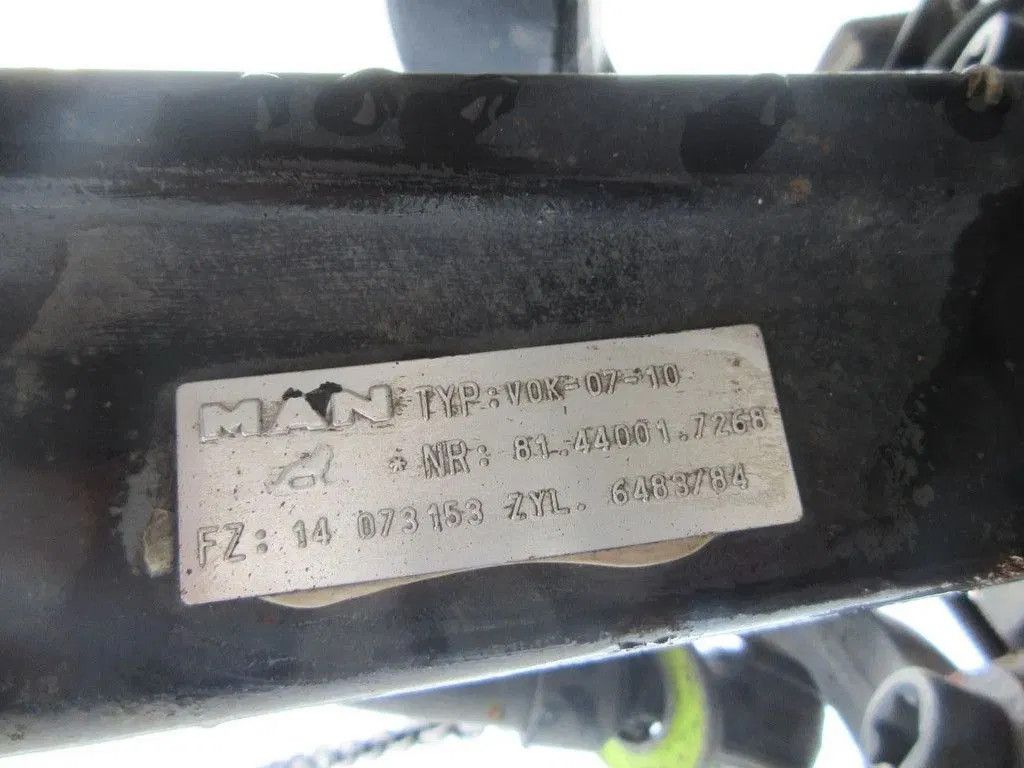 MAN TYP: VOK-07-10
* NR: 81.44001.7268
FZ: 14 073153 ZYL. 6483784